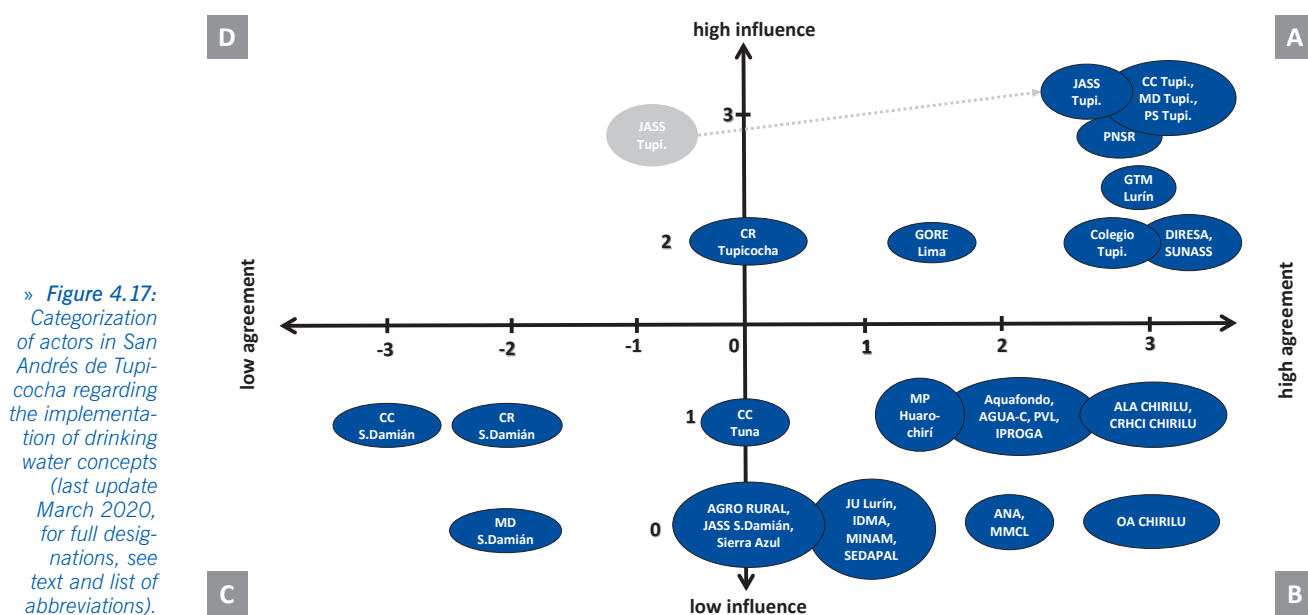 D
high influence
A
JASS
Tupi.
CC Tupi.,
MD Tupi.,
PS Tupi.
3
JASS
Tupi.
PNSR
GTM
Lurín
2
CR
Tupicocha
GORE
Lima
Colegio
Tupi.
DIRESA,
SUNASS
» Figure 4.17:
Categorization
of actors in San
Andrés de Tupi-
cocha regarding
the implementa-
tion of drinking
water concepts
(last update
March 2020,
for full desig-
nations, see
text and list of
abbreviations).
low agreement
-3
-2
-1
0
1
2
3
high agreement
CC
S.Damián
CR
S.Damián
1
CC
Tuna
MP
Huaro-
chirí
Aquafondo,
AGUA-C, PVL,
IPROGA
ALA CHIRILU,
CRHCI CHIRILU
MD
S.Damián
0
AGRO RURAL,
JASS S.Damián,
Sierra Azul
JU Lurín,
IDMA,
MINAM,
SEDAPAL
ANA,
MMCL
OA CHIRILU
C
low influence
B